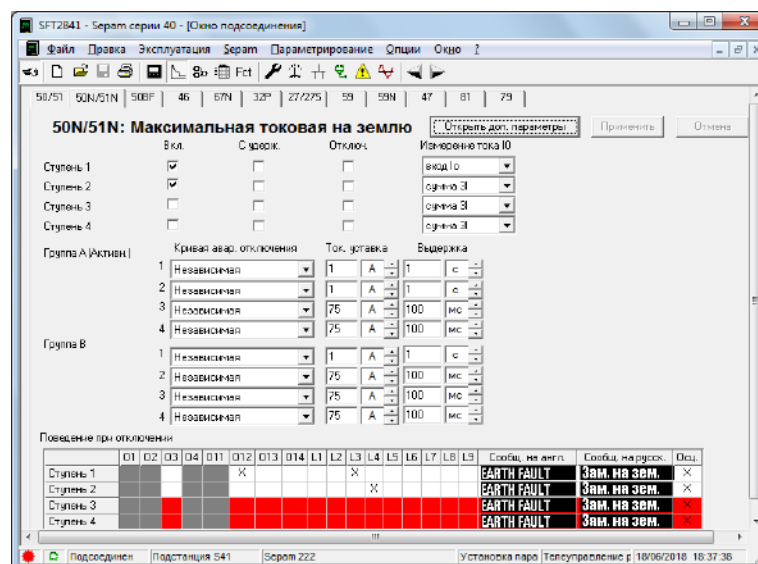 SFT2841 - Sepam серии 40 - [Окно подсоединения]
Файл Правка Эксплуатация Sepam Параметрирование Опции Окно ?
Fct
50/51 50N/51N 50BF 46 67N 32P 27/27S 59 59N 47 81 79
50N/51N: Максимальная токовая на землю Открыть доп. параметры Применить Отмена
Вкл. С удерж. Отключ. Измерение тока I0
Ступень 1 вход Io
Ступень 2 сумма 3I
Ступень 3 сумма 3I
Ступень 4 сумма 3I
Группа A (Активн.) Кривая авар. отключения Ток. уставка Выдержка
1 Независимая 1 A 1 с
2 Независимая 1 A 1 с
3 Независимая 75 A 100 мс
4 Независимая 75 A 100 мс
Группа B
1 Независимая 1 A 1 с
2 Независимая 75 A 100 мс
3 Независимая 75 A 100 мс
4 Независимая 75 A 100 мс
Поведение при отключении
O1 O2 O3 O4 O11 O12 O13 O14 L1 L2 L3 L4 L5 L6 L7 L8 L9 Сообщ. на англ. Сообщ. на русск. Осц.
Ступень 1 X X EARTH FAULT Зам. на зем. X
Ступень 2 X EARTH FAULT Зам. на зем. X
Ступень 3 EARTH FAULT Зам. на зем. X
Ступень 4 EARTH FAULT Зам. на зем. X
Подсоединен Подстанция S41 Sepam 222 Установка пара Телеуправление р 18/06/2018 18:37:38